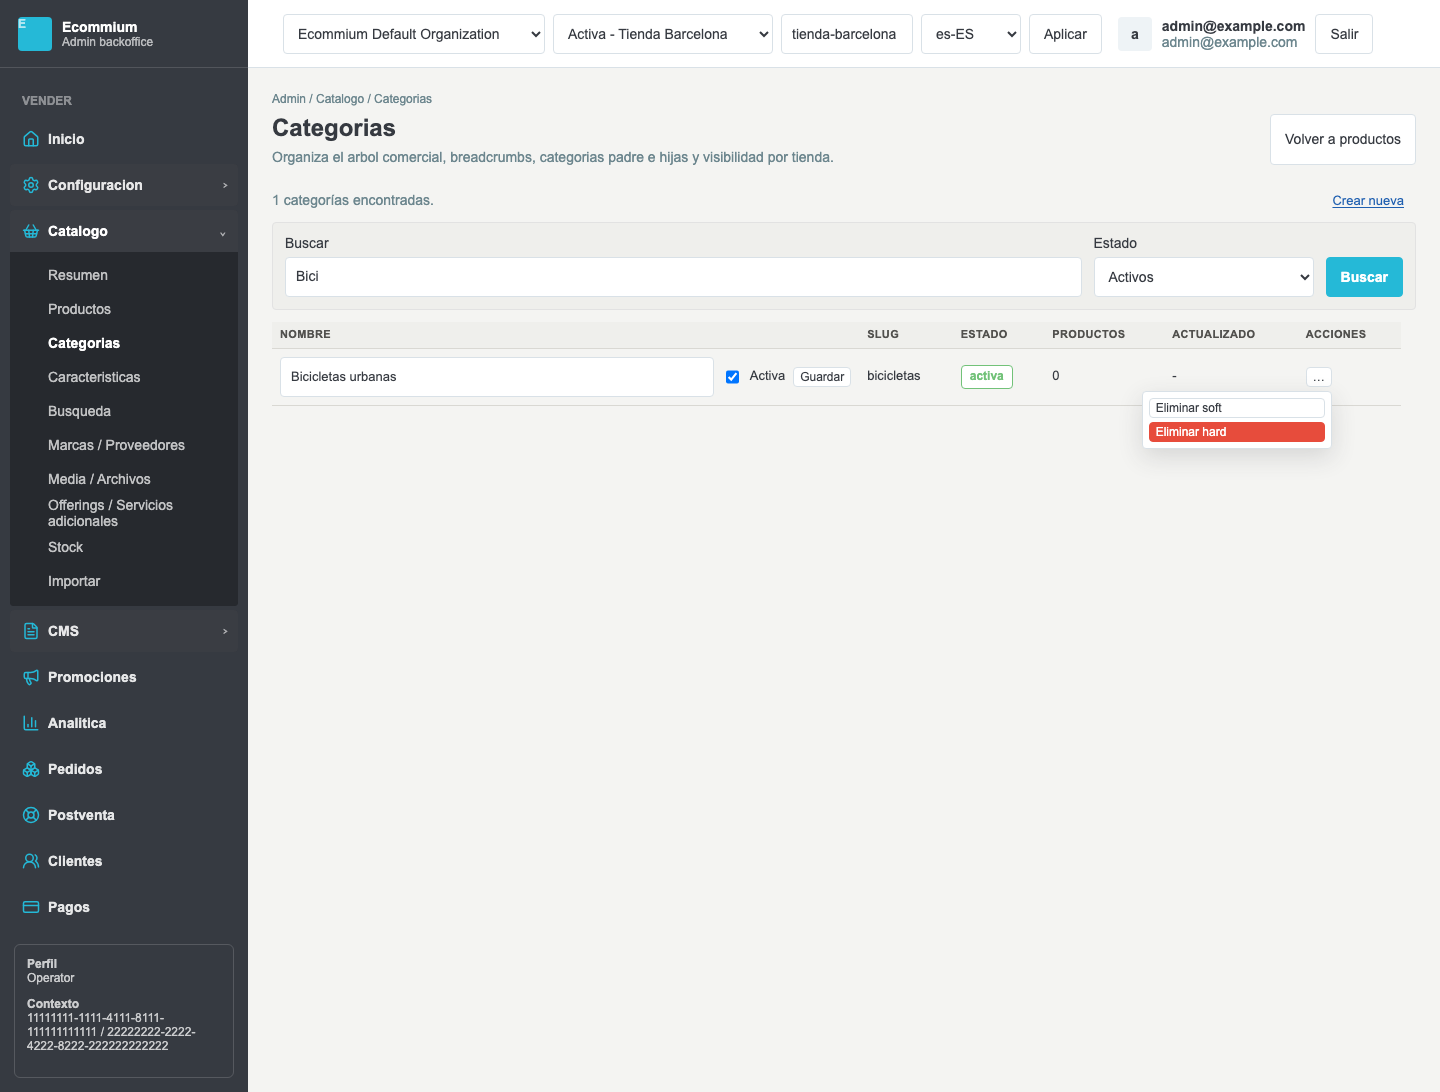 E
Ecommium
Admin backoffice
Ecommium Default Organization
Activa - Tienda Barcelona
tienda-barcelona
es-ES
Aplicar
a
admin@example.com
admin@example.com
Salir
VENDER
Inicio
Configuracion
Catalogo
Resumen
Productos
Categorias
Caracteristicas
Busqueda
Marcas / Proveedores
Media / Archivos
Offerings / Servicios
adicionales
Stock
Importar
CMS
Promociones
Analitica
Pedidos
Postventa
Clientes
Pagos
Perfil
Operator
Contexto
11111111-1111-4111-8111-
111111111111 / 22222222-2222-
4222-8222-222222222222
Admin / Catalogo / Categorias
Categorias
Organiza el arbol comercial, breadcrumbs, categorias padre e hijas y visibilidad por tienda.
Volver a productos
1 categorías encontradas.
Crear nueva
Buscar
Estado
Bici
Activos
Buscar
NOMBRE SLUG ESTADO PRODUCTOS ACTUALIZADO ACCIONES
Bicicletas urbanas Activa Guardar bicicletas activa 0 - ...
Eliminar soft
Eliminar hard